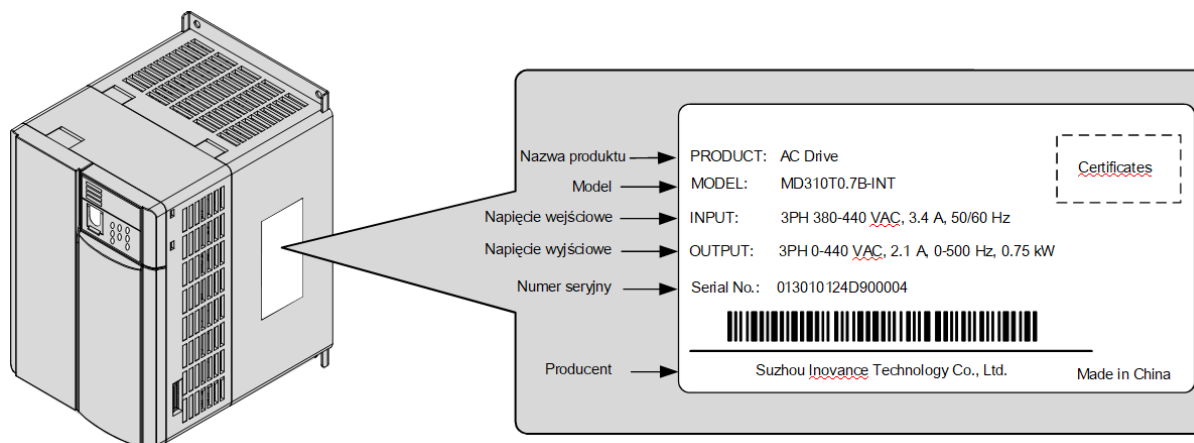 Nazwa produktu PRODUCT: AC Drive
Certificates
Model MODEL: MD310T0.7B-INT
Napięcie wejściowe INPUT: 3PH 380-440 VAC, 3.4 A, 50/60 Hz
Napięcie wyjściowe OUTPUT: 3PH 0-440 VAC, 2.1 A, 0-500 Hz, 0.75 kW
Numer seryjny Serial No.: 013010124D900004
Producent Suzhou Inovance Technology Co., Ltd. Made in China